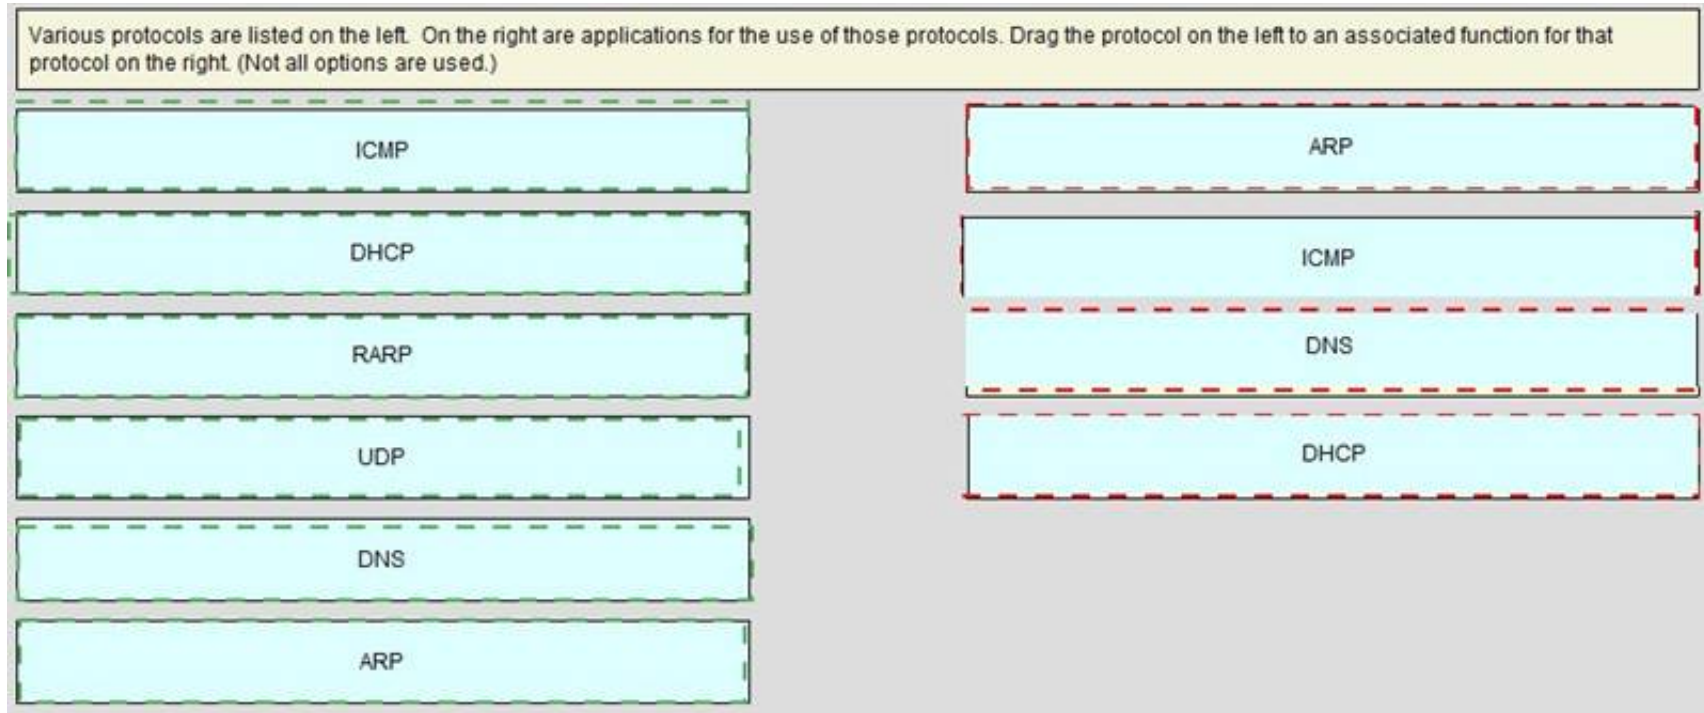 Various protocols are listed on the left. On the right are applications for the use of those protocols. Drag the protocol on the left to an associated function for that
protocol on the right. (Not all options are used.)
ICMP
DHCP
RARP
UDP
DNS
ARP
ARP
ICMP
DNS
DHCP